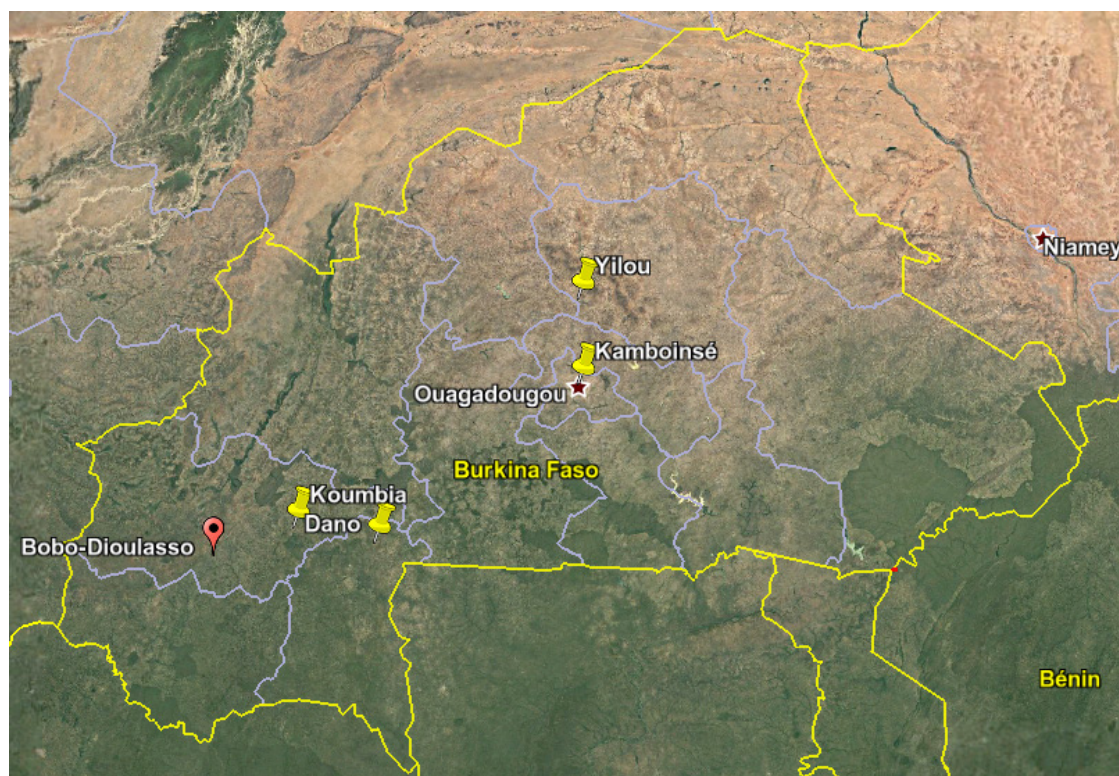 Niamey
Yilou
Kamboinsé
Ouagadougou
Burkina Faso
Koumbia
Dano
Bobo-Dioulasso
Bénin